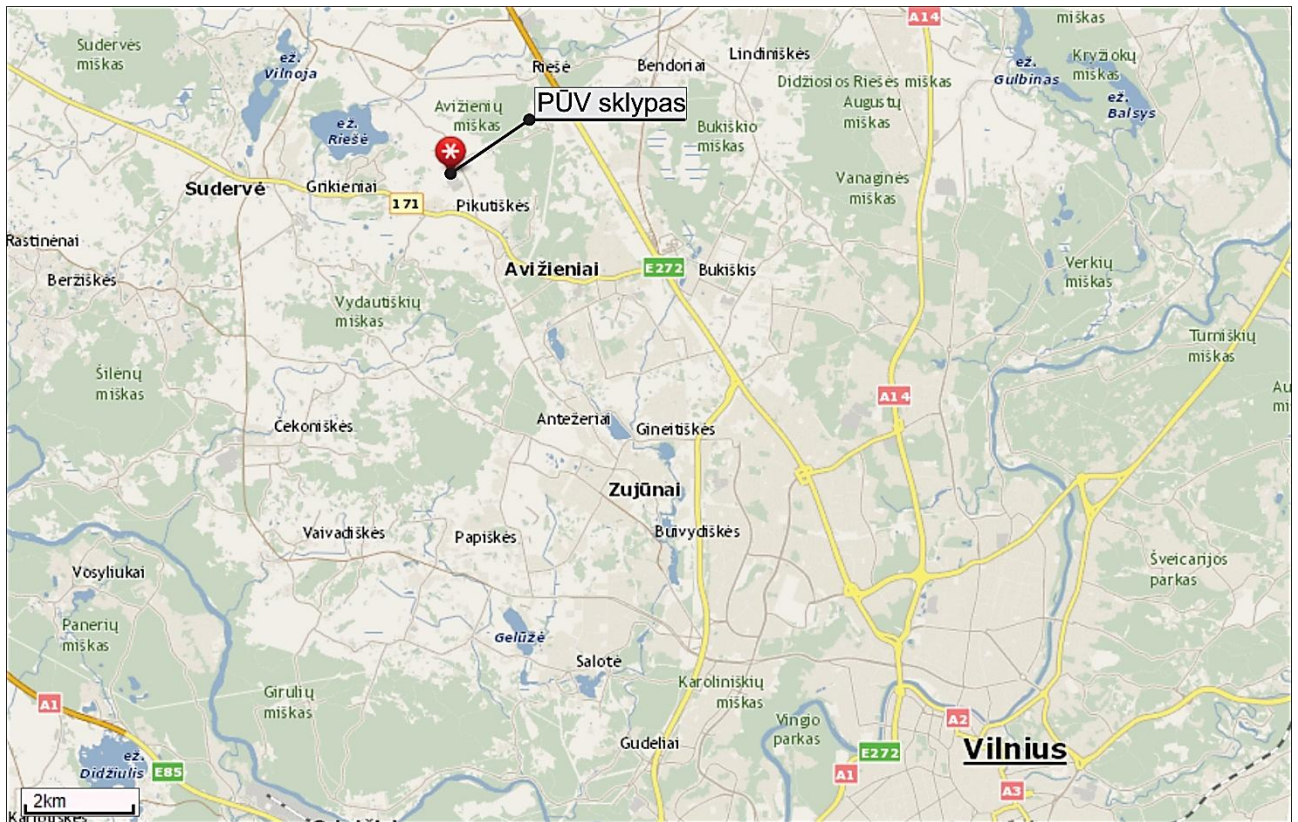 A14
miškas
Sudervės
miškas
ež.
Vilnoja
Riešė
Bendoriai
Lindiniškės
ež.
Gulbinas
Kryžiokų
miškas
Didžiosios Riešės miškas
Augustų
miškas
ež.
Balsys
Avižienių
miškas
PŪV sklypas
ež.
Riešė
Bukiškio
miškas
Sudervė
Grikieniai
171
Pikutiškės
Vanaginės
miškas
Rastinėnai
Beržiškės
Avižieniai
E272
Bukiškis
Verkių
miškas
Vydautiškių
miškas
Turniškių
miškas
Šilėnų
miškas
A14
Au
mi
Čekoniškės
Antežeriai
Gineitiškės
Zujūnai
Vaivadiškės
Papiškės
Buivydiškės
Vosyliukai
Šveicarijos
parkas
Panerių
miškas
Gelūžė
Salotė
Girulių
miškas
Karoliniškių
miškas
A1
Vingio
parkas
A2
Gudeliai
E272
Vilnius
ež.
Didžiulis
E85
A1
A3
2km